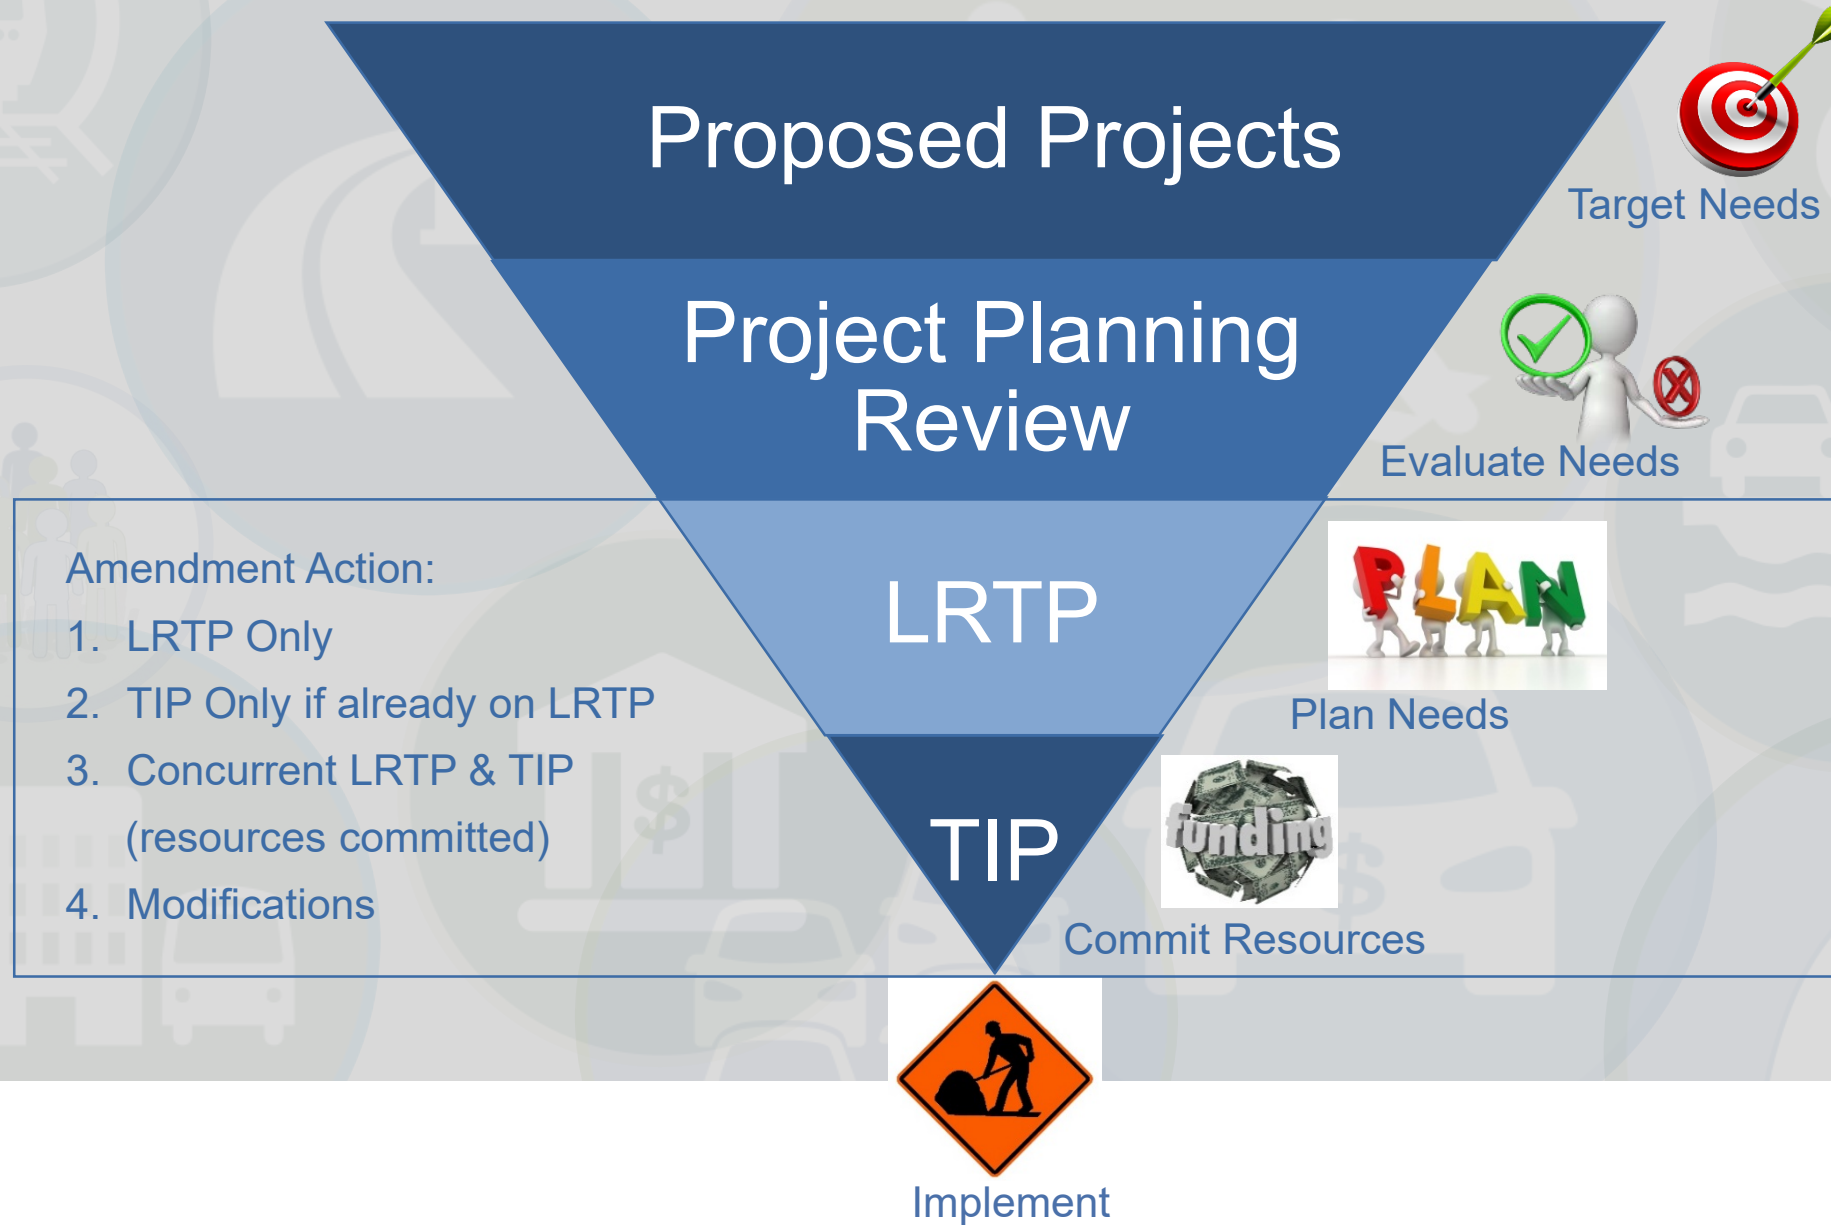 Proposed Projects
Target Needs
Project Planning
Review
Evaluate Needs
Amendment Action:
1. LRTP Only
2. TIP Only if already on LRTP
3. Concurrent LRTP & TIP
(resources committed)
4. Modifications
LRTP
PLAN
Plan Needs
TIP
funding
Commit Resources
Implement